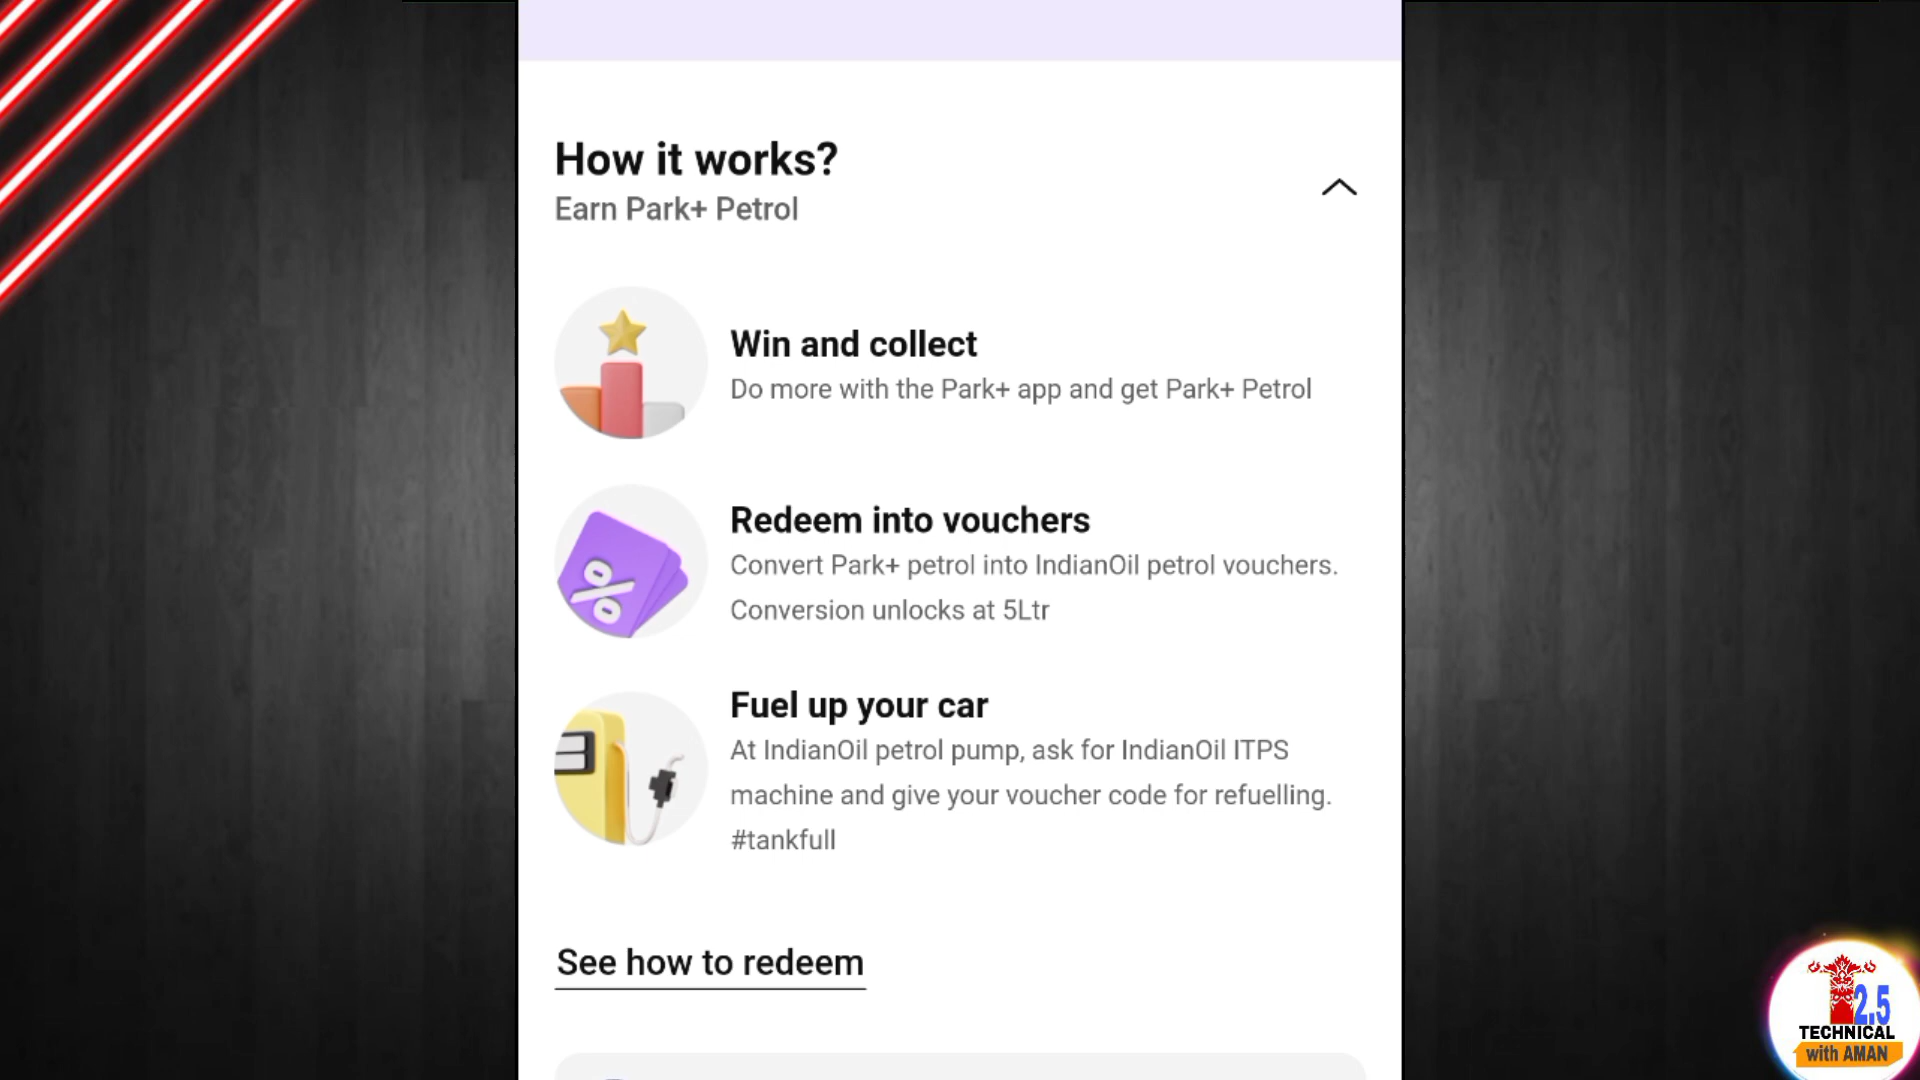 How it works?
Earn Park+ Petrol
Win and collect
Do more with the Park+ app and get Park+ Petrol
Redeem into vouchers
Convert Park+ petrol into IndianOil petrol vouchers.
Conversion unlocks at 5Ltr
%
Fuel up your car
At IndianOil petrol pump, ask for IndianOil ITPS
machine and give your voucher code for refuelling.
#tankfull
See how to redeem
2.5
TECHNICAL
with AMAN